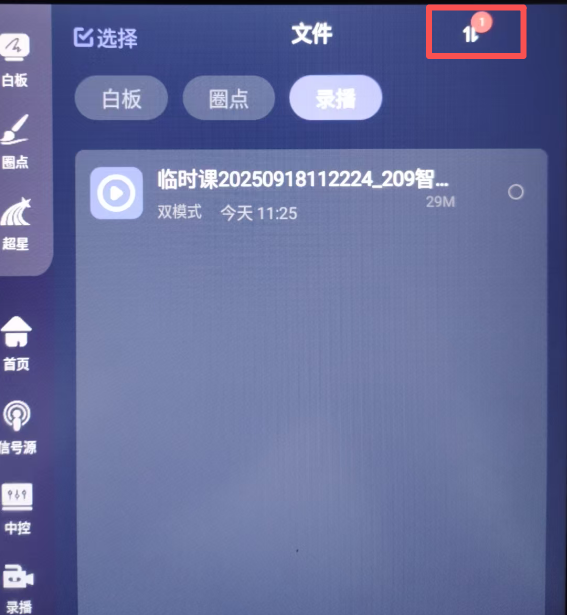 选择
文件
1
白板
圈点
录播
临时课20250918112224_209智...
双模式
今天 11:25
29M
白板
圈点
超星
首页
信号源
中控
录播